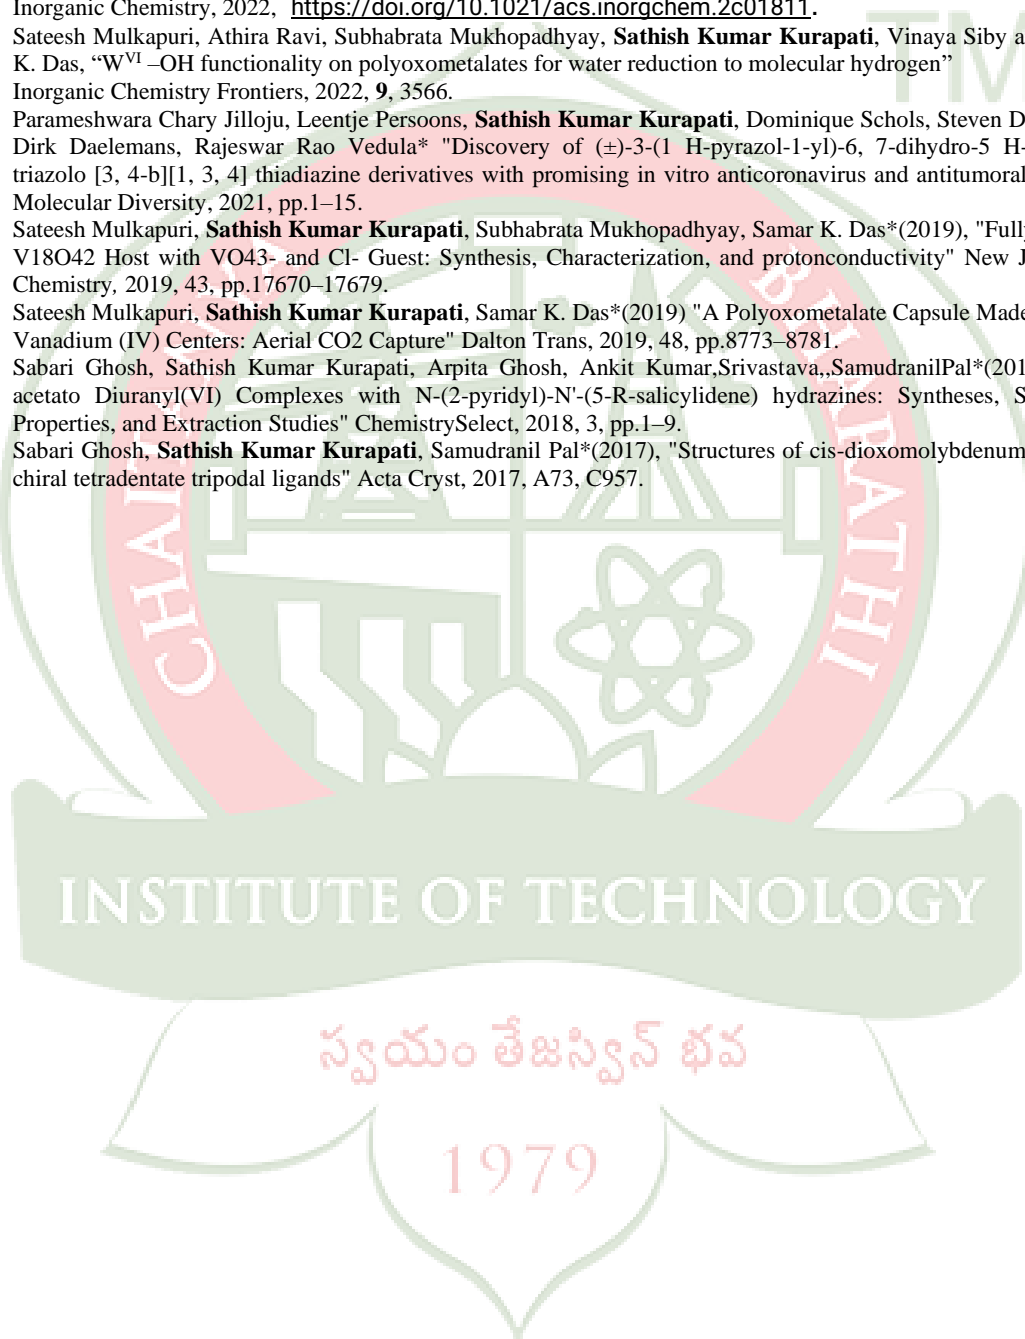 Inorganic Chemistry, 2022, https://doi.org/10.1021/acs.inorgchem.2c01811.
Sateesh Mulkapuri, Athira Ravi, Subhabrata Mukhopadhyay, Sathish Kumar Kurapati, Vinaya Siby a
K. Das, “W^VI –OH functionality on polyoxometalates for water reduction to molecular hydrogen”
Inorganic Chemistry Frontiers, 2022, 9, 3566.
Parameshwara Chary Jilloju, Leentje Persoons, Sathish Kumar Kurapati, Dominique Schols, Steven D
Dirk Daelemans, Rajeswar Rao Vedula* "Discovery of (±)-3-(1 H-pyrazol-1-yl)-6, 7-dihydro-5 H-
triazolo [3, 4-b][1, 3, 4] thiadiazine derivatives with promising in vitro anticoronavirus and antitumoral
Molecular Diversity, 2021, pp.1–15.
Sateesh Mulkapuri, Sathish Kumar Kurapati, Subhabrata Mukhopadhyay, Samar K. Das*(2019), "Fully
V18O42 Host with VO43- and Cl- Guest: Synthesis, Characterization, and protonconductivity" New J
Chemistry, 2019, 43, pp.17670–17679.
Sateesh Mulkapuri, Sathish Kumar Kurapati, Samar K. Das*(2019) "A Polyoxometalate Capsule Made
Vanadium (IV) Centers: Aerial CO2 Capture" Dalton Trans, 2019, 48, pp.8773–8781.
Sabari Ghosh, Sathish Kumar Kurapati, Arpita Ghosh, Ankit Kumar,Srivastava,,SamudranilPal*(201
acetato Diuranyl(VI) Complexes with N-(2-pyridyl)-N'-(5-R-salicylidene) hydrazines: Syntheses, S
Properties, and Extraction Studies" ChemistrySelect, 2018, 3, pp.1–9.
Sabari Ghosh, Sathish Kumar Kurapati, Samudranil Pal*(2017), "Structures of cis-dioxomolybdenum
chiral tetradentate tripodal ligands" Acta Cryst, 2017, A73, C957.
TM
CHAITANYA BHARATHI
INSTITUTE OF TECHNOLOGY
స్వయం తేజస్విన్ భవ
1979